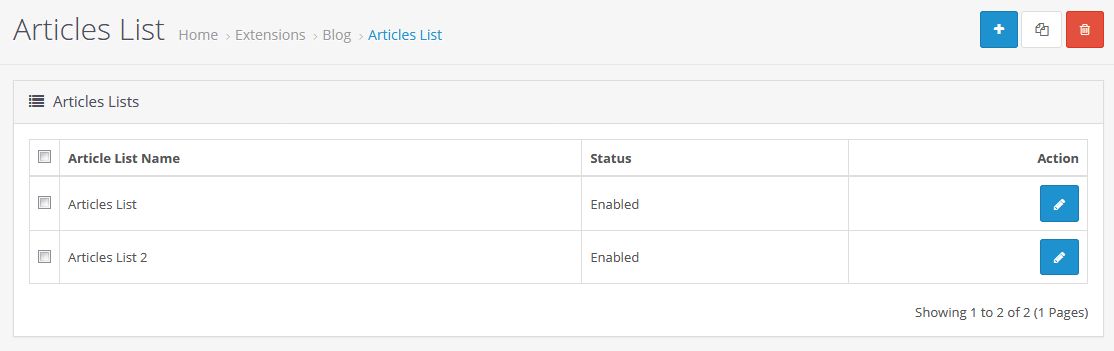 Articles List Home › Extensions › Blog › Articles List
Articles Lists
Article List Name Status Action
Articles List Enabled
Articles List 2 Enabled
Showing 1 to 2 of 2 (1 Pages)